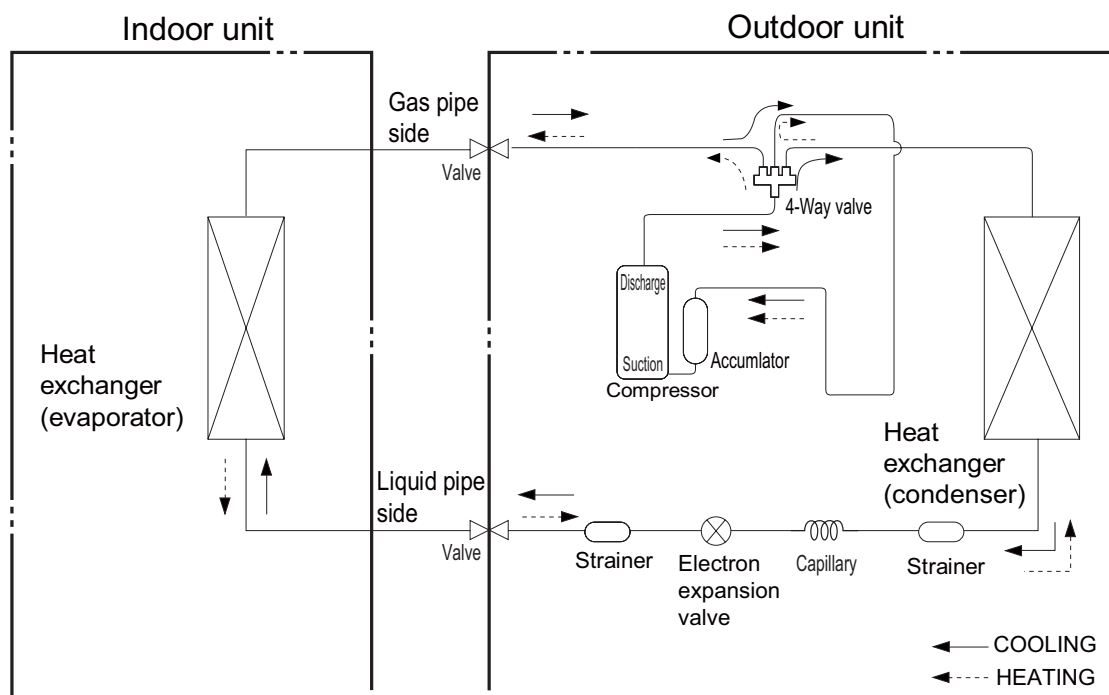 Indoor unit
Outdoor unit
Gas pipe
side
Valve
4-Way valve
Discharge
Suction
Compressor
Accumlator
Heat
exchanger
(evaporator)
Heat
exchanger
(condenser)
Liquid pipe
side
Valve
Strainer
Electron
expansion
valve
Capillary
Strainer
COOLING
HEATING